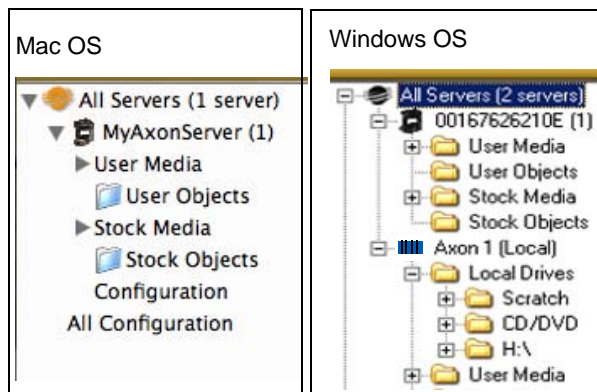 Mac OS
All Servers (1 server)
MyAxonServer (1)
User Media
User Objects
Stock Media
Stock Objects
Configuration
All Configuration
Windows OS
All Servers (2 servers)
00167626210E (1)
User Media
User Objects
Stock Media
Stock Objects
Axon 1 (Local)
Local Drives
Scratch
CD/DVD
H:\
User Media